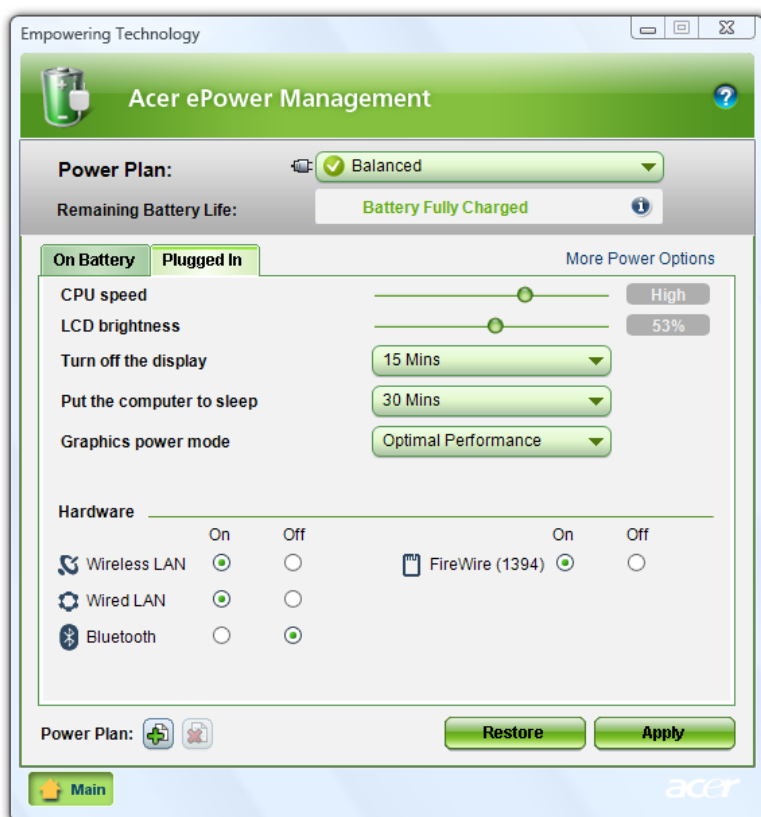 Empowering Technology
Acer ePower Management
Power Plan: Balanced
Remaining Battery Life: Battery Fully Charged
On Battery Plugged In More Power Options
CPU speed High
LCD brightness 53%
Turn off the display 15 Mins
Put the computer to sleep 30 Mins
Graphics power mode Optimal Performance
Hardware
On Off On Off
Wireless LAN FireWire (1394)
Wired LAN
Bluetooth
Power Plan: Restore Apply
Main acer